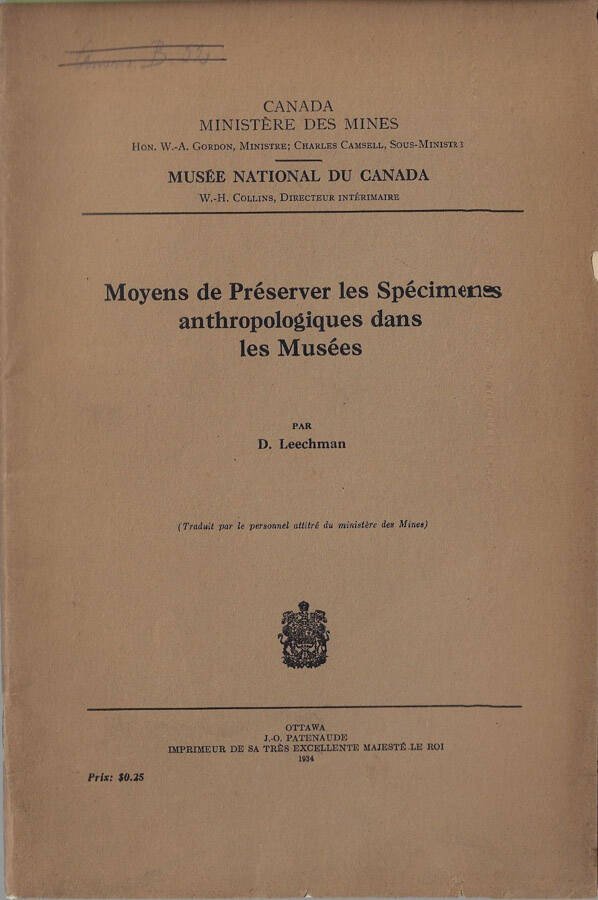 CANADA
MINISTÈRE DES MINES
HON. W.-A. GORDON, MINISTRE; CHARLES CAMSELL, SOUS-MINISTRE
MUSÉE NATIONAL DU CANADA
W.-H. COLLINS, DIRECTEUR INTÉRIMAIRE
Moyens de Préserver les Spécimens
anthropologiques dans
les Musées
PAR
D. Leechman
(Traduit par le personnel attitré du ministère des Mines)
OTTAWA
J.-O. PATENAUDE
IMPRIMEUR DE SA TRÈS EXCELLENTE MAJESTÉ LE ROI
1934
Prix: $0.25